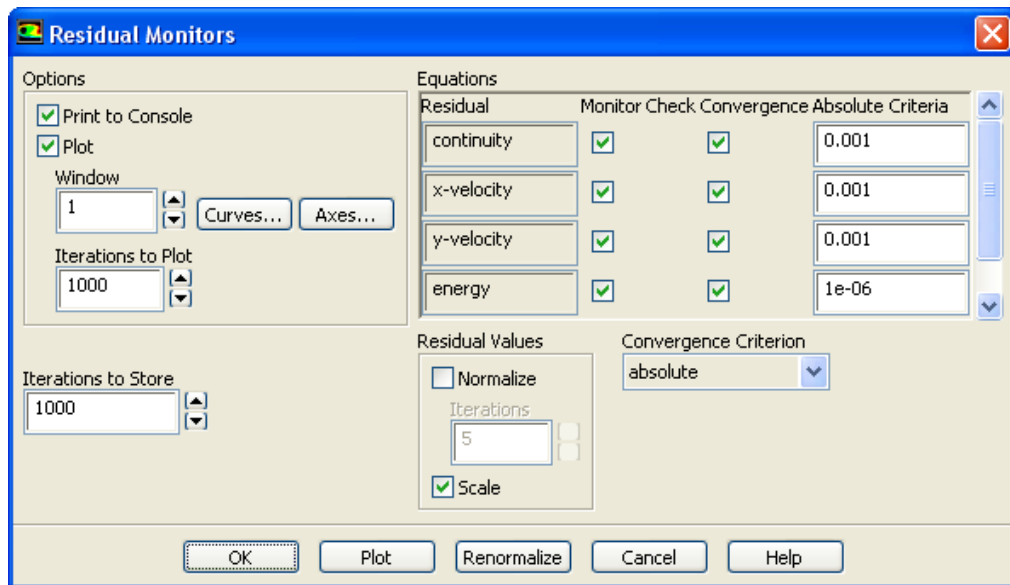 Residual Monitors
Options
Print to Console
Plot
Window
1
Curves...
Axes...
Iterations to Plot
1000
Iterations to Store
1000
Equations
Residual Monitor Check Convergence Absolute Criteria
continuity 0.001
x-velocity 0.001
y-velocity 0.001
energy 1e-06
Residual Values
Normalize
Iterations
5
Scale
Convergence Criterion
absolute
OK Plot Renormalize Cancel Help